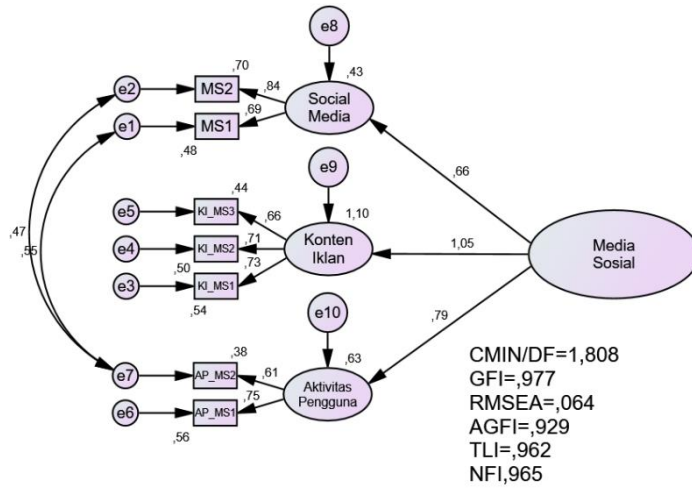 e8
,70
,43
e2
MS2
,84
Social
Media
e1
MS1
,69
,48
e9
,66
,44
e5
KI_MS3
,66
1,10
,47
,55
e4
KI_MS2
,71
Konten
Iklan
1,05
Media
Sosial
,50
,73
e3
KI_MS1
,54
e10
,79
,38
,63
e7
AP_MS2
,61
Aktivitas
Pengguna
e6
AP_MS1
,75
,56
CMIN/DF=1,808
GFI=,977
RMSEA=,064
AGFI=,929
TLI=,962
NFI,965